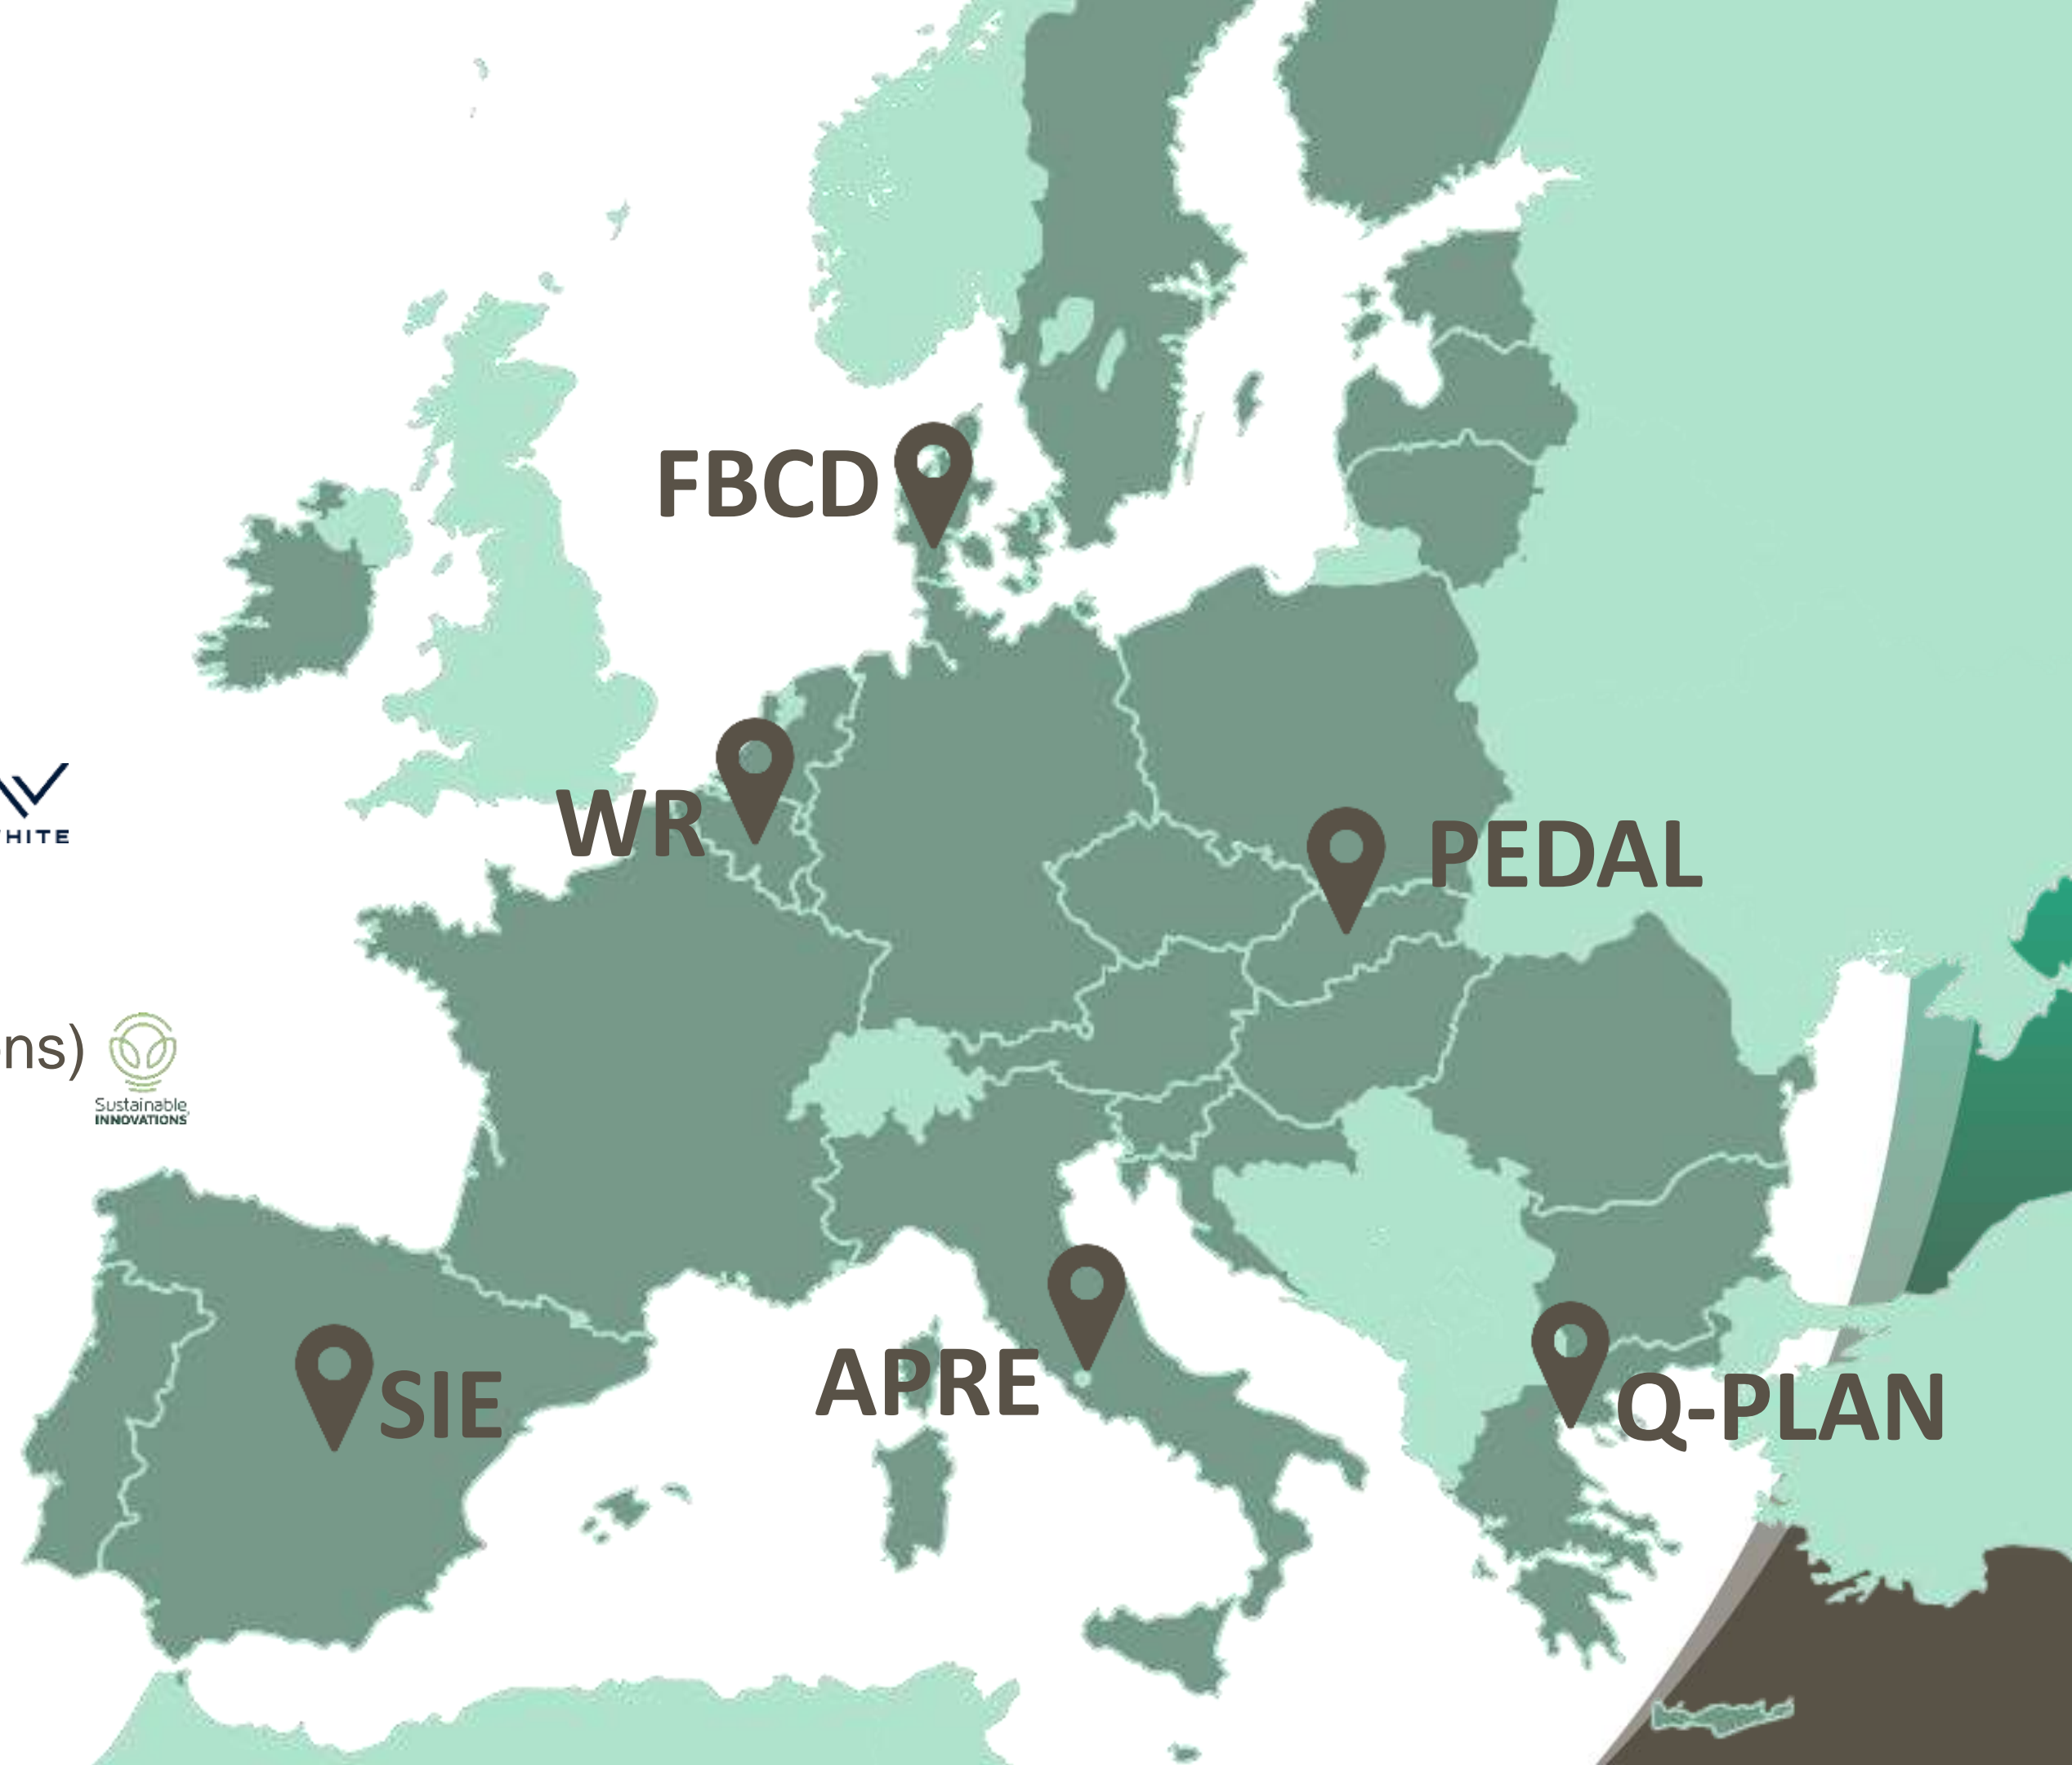 FBCD
WR
HITE
PEDAL
ns)
Sustainable
INNOVATIONS
APRE
SIE
Q-PLAN